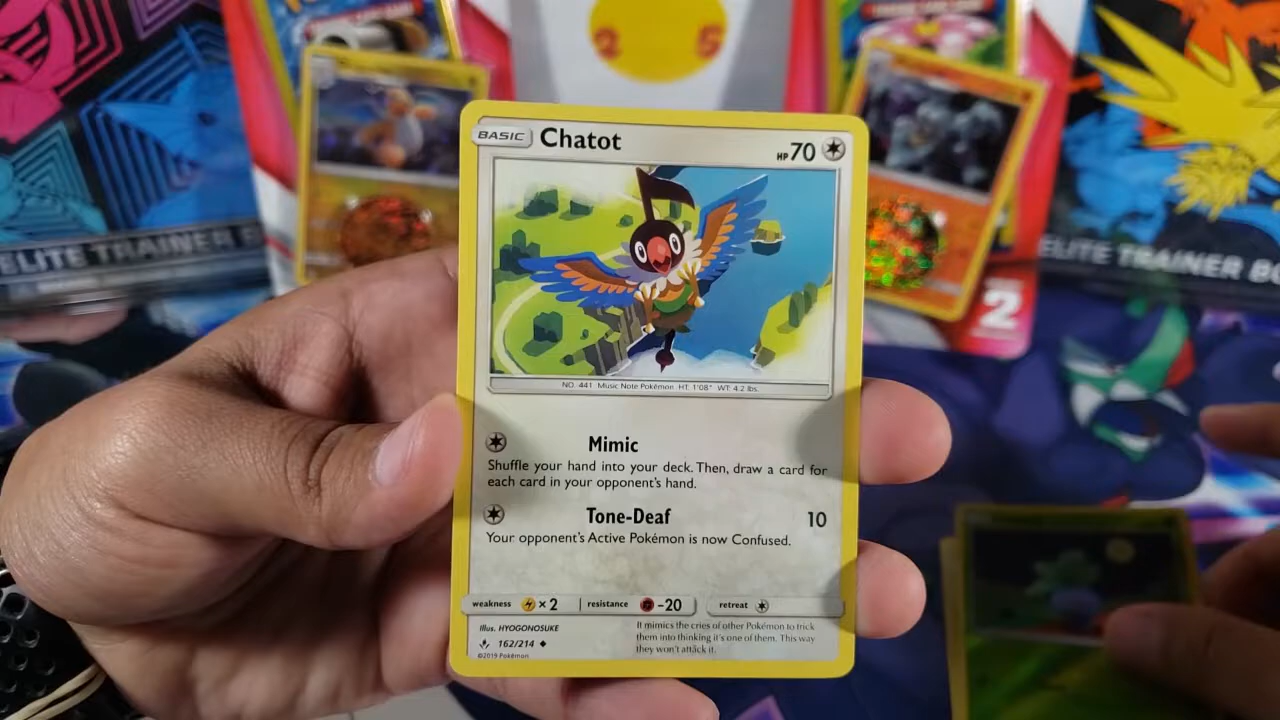 2 5
ELITE TRAINER B
ELITE TRAINER BO
2
BASIC Chatot HP 70
NO. 441 Music Note Pokémon HT: 1'08" WT: 4.2 lbs.
Mimic
Shuffle your hand into your deck. Then, draw a card for
each card in your opponent's hand.
Tone-Deaf 10
Your opponent's Active Pokémon is now Confused.
weakness ×2 resistance -20 retreat
Illus. HYOGONOSUKE
162/214
©2019 Pokémon
It mimics the cries of other Pokémon to trick
them into thinking it's one of them. This way
they won't attack it.